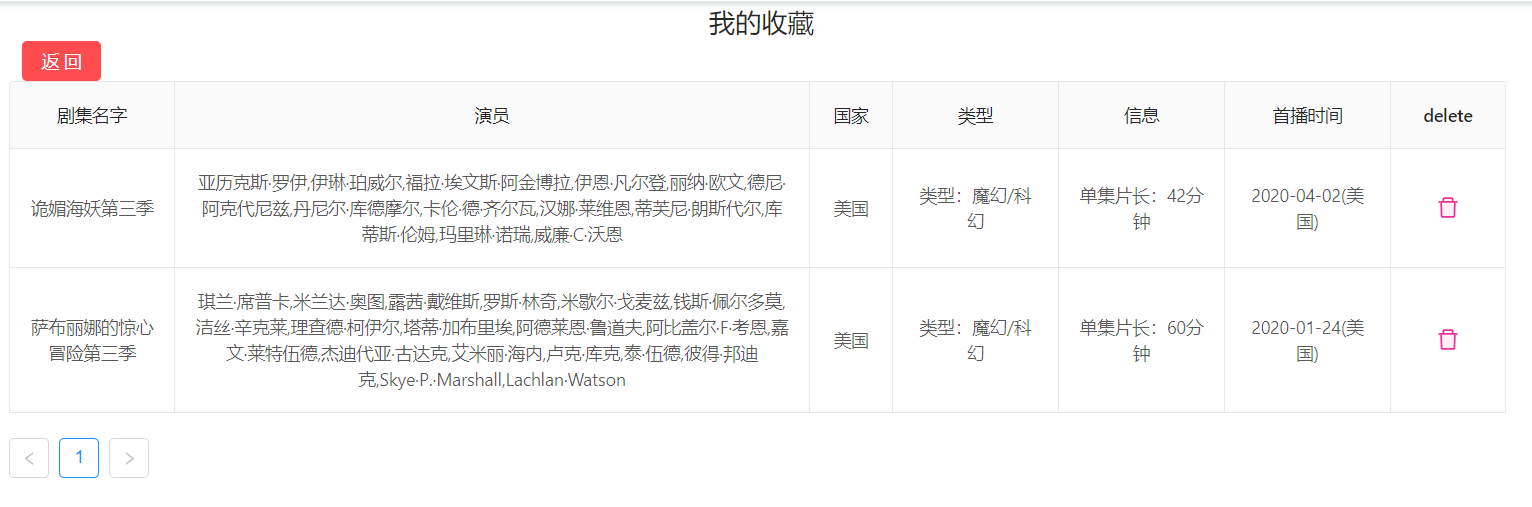 我的收藏
返 回
剧集名字 演员 国家 类型 信息 首播时间 delete
诡媚海妖第三季
亚历克斯·罗伊,伊琳·珀威尔,福拉·埃文斯·阿金博拉,伊恩·凡尔登,丽纳·欧文,德尼·
阿克代尼兹,丹尼尔·库德摩尔,卡伦·德·齐尔瓦,汉娜·莱维恩,蒂芙尼·朗斯代尔,库
蒂斯·伦姆,玛里琳·诺瑞,威廉·C·沃恩
美国
类型：魔幻/科
幻
单集片长：42分
钟
2020-04-02(美
国)
萨布丽娜的惊心
冒险第三季
琪兰·席普卡,米兰达·奥图,露茜·戴维斯,罗斯·林奇,米歇尔·戈麦兹,钱斯·佩尔多莫,
洁丝·辛克莱,理查德·柯伊尔,塔蒂·加布里埃,阿德莱恩·鲁道夫,阿比盖尔·F·考恩,嘉
文·莱特伍德,杰迪代亚·古达克,艾米丽·海内,卢克·库克,泰·伍德,彼得·邦迪
克,Skye·P.·Marshall,Lachlan·Watson
美国
类型：魔幻/科
幻
单集片长：60分
钟
2020-01-24(美
国)
1